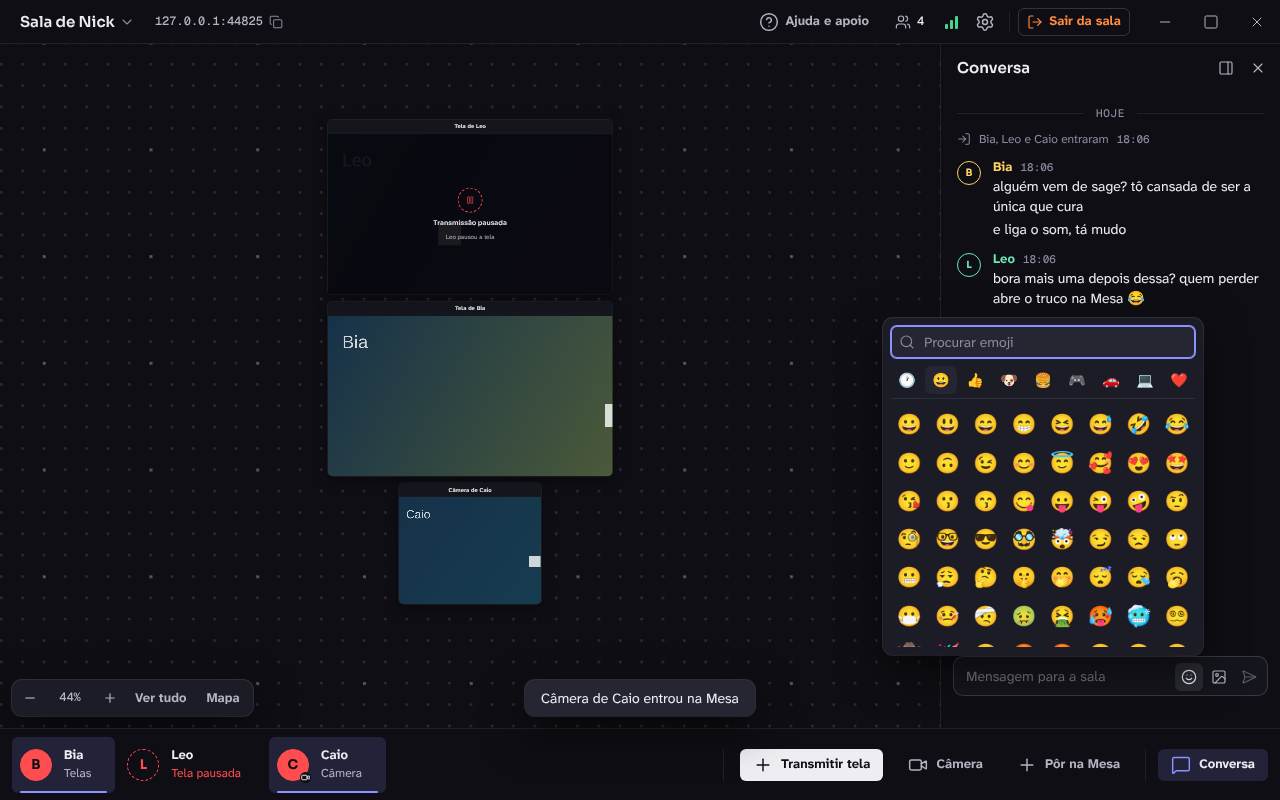 Sala de Nick
127.0.0.1:44825
Ajuda e apoio
4
Sair da sala
Conversa
HOJE
Bia, Leo e Caio entraram 18:06
B
Bia 18:06
alguém vem de sage? tô cansada de ser a
única que cura
e liga o som, tá mudo
L
Leo 18:06
bora mais uma depois dessa? quem perder
abre o truco na Mesa 😂
Procurar emoji
Mensagem para a sala
Tela de Leo
Leo
Transmissão pausada
Leo pausou a tela
Tela de Bia
Bia
Câmera de Caio
Caio
44%
Ver tudo
Mapa
Câmera de Caio entrou na Mesa
B
Bia
Telas
L
Leo
Tela pausada
C
Caio
Câmera
Transmitir tela
Câmera
Pôr na Mesa
Conversa